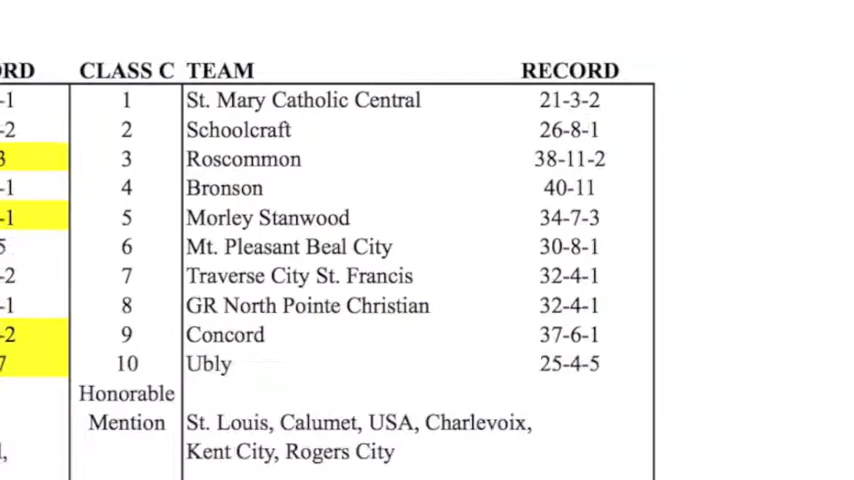 ORD CLASS C TEAM RECORD
-1 1 St. Mary Catholic Central 21-3-2
-2 2 Schoolcraft 26-8-1
3 3 Roscommon 38-11-2
-1 4 Bronson 40-11
-1 5 Morley Stanwood 34-7-3
5 6 Mt. Pleasant Beal City 30-8-1
-2 7 Traverse City St. Francis 32-4-1
-1 8 GR North Pointe Christian 32-4-1
-2 9 Concord 37-6-1
7 10 Ubly 25-4-5
Honorable
Mention St. Louis, Calumet, USA, Charlevoix,
l, Kent City, Rogers City